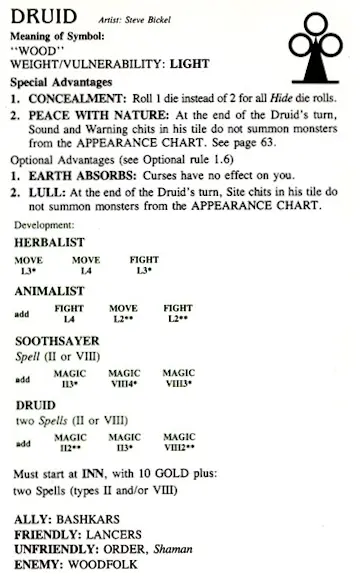 DRUID Artist: Steve Bickel
Meaning of Symbol:
"WOOD"
WEIGHT/VULNERABILITY: LIGHT
Special Advantages
1. CONCEALMENT: Roll 1 die instead of 2 for all Hide die rolls.
2. PEACE WITH NATURE: At the end of the Druid's turn,
Sound and Warning chits in his tile do not summon monsters
from the APPEARANCE CHART. See page 63.
Optional Advantages (see Optional rule 1.6)
1. EARTH ABSORBS: Curses have no effect on you.
2. LULL: At the end of the Druid's turn, Site chits in his tile do
not summon monsters from the APPEARANCE CHART.
Development:
HERBALIST
MOVE MOVE FIGHT
L3* L4 L3*
ANIMALIST
FIGHT MOVE FIGHT
add L4 L2** L2**
SOOTHSAYER
Spell (II or VIII)
MAGIC MAGIC MAGIC
add II3* VIII4* VIII3*
DRUID
two Spells (II or VIII)
MAGIC MAGIC MAGIC
add II2** II3* VIII2**
Must start at INN, with 10 GOLD plus:
two Spells (types II and/or VIII)
ALLY: BASHKARS
FRIENDLY: LANCERS
UNFRIENDLY: ORDER, Shaman
ENEMY: WOODFOLK